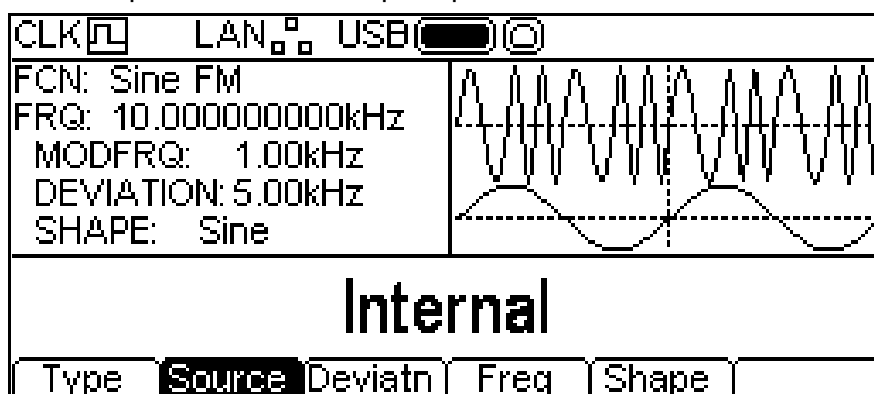 CLK LAN USB
FCN: Sine FM
FRQ: 10.000000000kHz
MODFRQ: 1.00kHz
DEVIATION: 5.00kHz
SHAPE: Sine
Internal
Type Source Deviatn Freq Shape